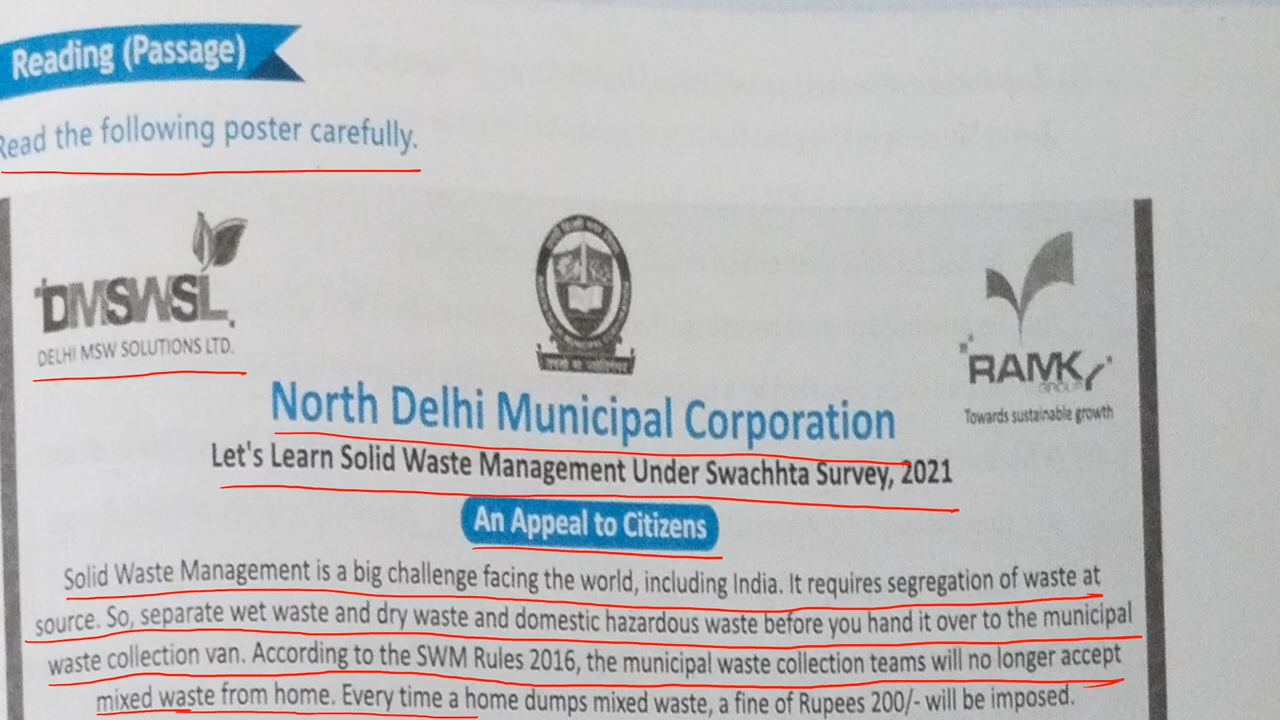 Reading (Passage)
Read the following poster carefully.
DMSWSL
DELHI MSW SOLUTIONS LTD.
RAMKY
GROUP
Towards sustainable growth
North Delhi Municipal Corporation
Let's Learn Solid Waste Management Under Swachhta Survey, 2021
An Appeal to Citizens
Solid Waste Management is a big challenge facing the world, including India. It requires segregation of waste at
source. So, separate wet waste and dry waste and domestic hazardous waste before you hand it over to the municipal
waste collection van. According to the SWM Rules 2016, the municipal waste collection teams will no longer accept
mixed waste from home. Every time a home dumps mixed waste, a fine of Rupees 200/- will be imposed.